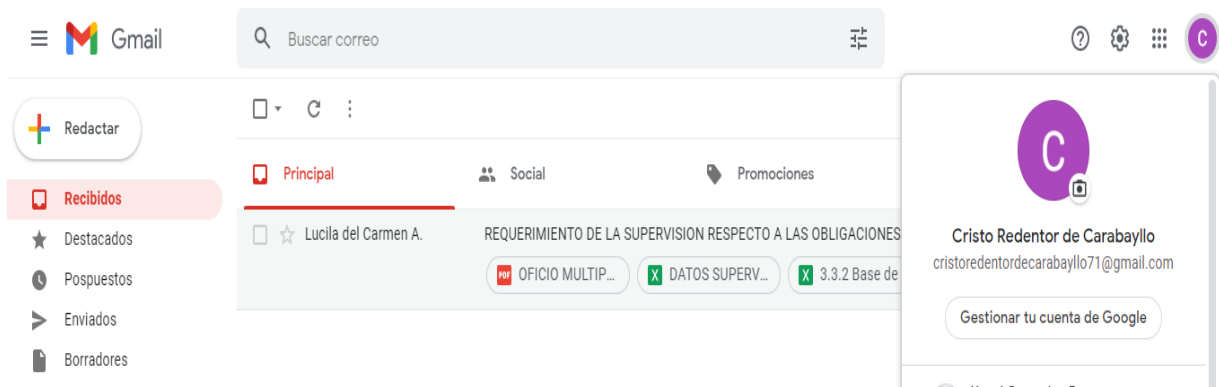 Gmail
Buscar correo
C
Redactar
Recibidos
Destacados
Pospuestos
Enviados
Borradores
Principal
Social
Promociones
Lucila del Carmen A.
REQUERIMIENTO DE LA SUPERVISION RESPECTO A LAS OBLIGACIONES
PDF OFICIO MULTIP...
X DATOS SUPERV...
X 3.3.2 Base de
C
Cristo Redentor de Carabayllo
cristoredentordecarabayllo71@gmail.com
Gestionar tu cuenta de Google